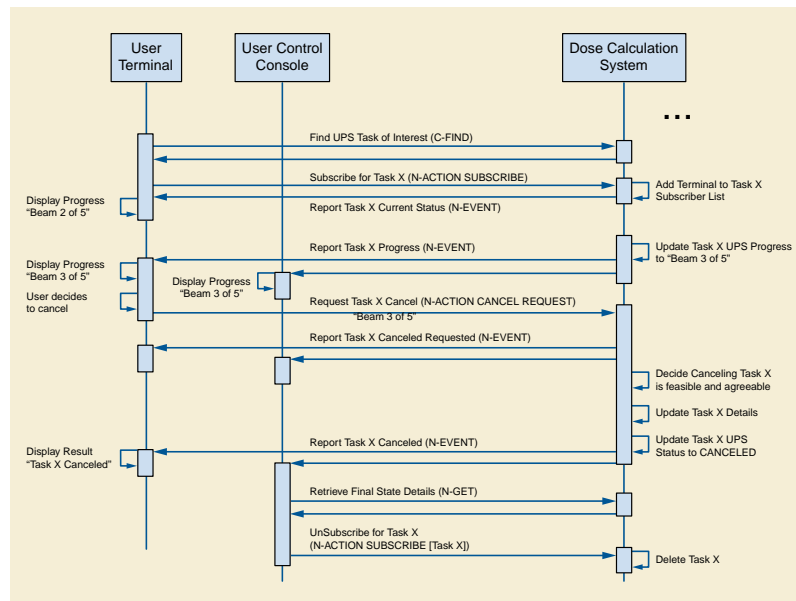 User
Terminal
User Control
Console
Dose Calculation
System
...
Find UPS Task of Interest (C-FIND)
Subscribe for Task X (N-ACTION SUBSCRIBE)
Add Terminal to Task X
Subscriber List
Display Progress
“Beam 2 of 5”
Report Task X Current Status (N-EVENT)
Report Task X Progress (N-EVENT)
Update Task X UPS Progress
to “Beam 3 of 5”
Display Progress
“Beam 3 of 5”
Display Progress
“Beam 3 of 5”
User decides
to cancel
Request Task X Cancel (N-ACTION CANCEL REQUEST)
“Beam 3 of 5”
Report Task X Canceled Requested (N-EVENT)
Decide Canceling Task X
is feasible and agreeable
Update Task X Details
Report Task X Canceled (N-EVENT)
Update Task X UPS
Status to CANCELED
Display Result
“Task X Canceled”
Retrieve Final State Details (N-GET)
UnSubscribe for Task X
(N-ACTION SUBSCRIBE [Task X])
Delete Task X